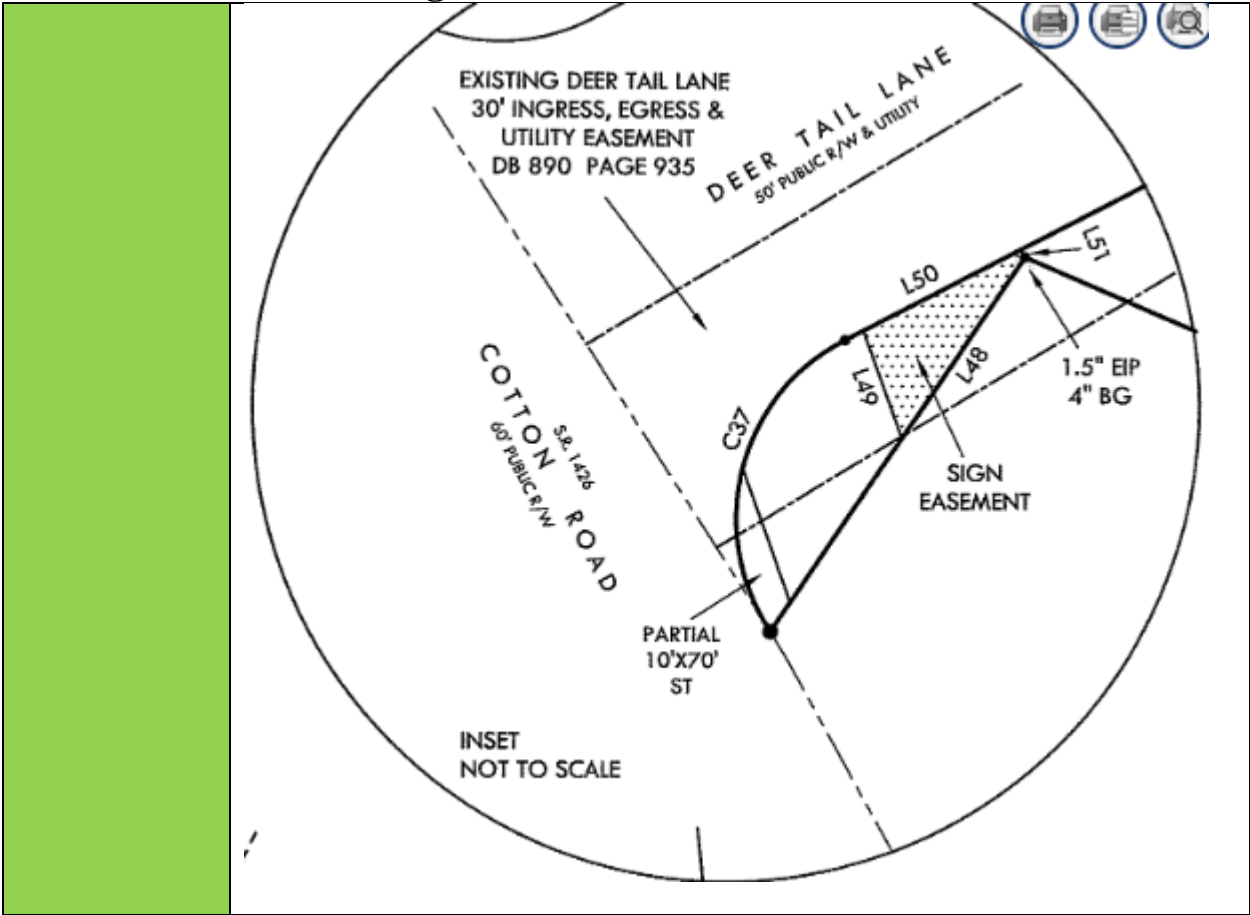 EXISTING DEER TAIL LANE
30' INGRESS, EGRESS &
UTILITY EASEMENT
DB 890 PAGE 935
DEER TAIL LANE
50' PUBLIC R/W & UTILITY
L51
L50
L48
L49
1.5" EIP
4" BG
C37
COTTON ROAD
S.R. 1426
60' PUBLIC R/W
SIGN
EASEMENT
PARTIAL
10'X70'
ST
INSET
NOT TO SCALE